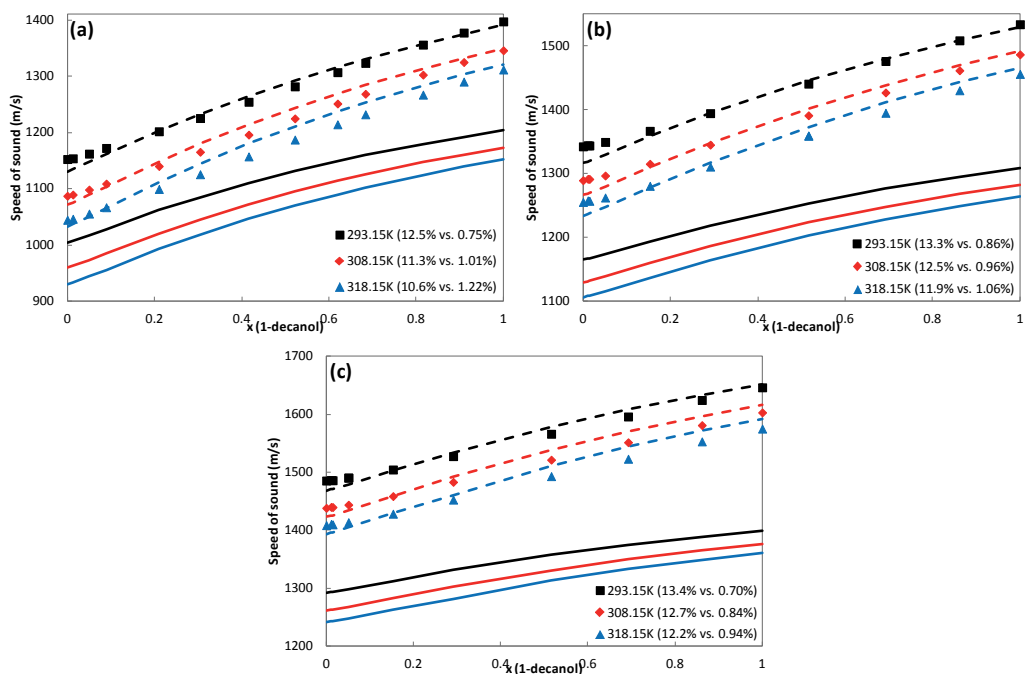 (a)
Speed of sound (m/s)
1400
1300
1200
1100
1000
900
293.15K (12.5% vs. 0.75%)
308.15K (11.3% vs. 1.01%)
318.15K (10.6% vs. 1.22%)
0 0.2 0.4 0.6 0.8 1
x (1-decanol)
(b)
Speed of sound (m/s)
1500
1400
1300
1200
1100
293.15K (13.3% vs. 0.86%)
308.15K (12.5% vs. 0.96%)
318.15K (11.9% vs. 1.06%)
0 0.2 0.4 0.6 0.8 1
x (1-decanol)
(c)
Speed of sound (m/s)
1700
1600
1500
1400
1300
1200
293.15K (13.4% vs. 0.70%)
308.15K (12.7% vs. 0.84%)
318.15K (12.2% vs. 0.94%)
0 0.2 0.4 0.6 0.8 1
x (1-decanol)